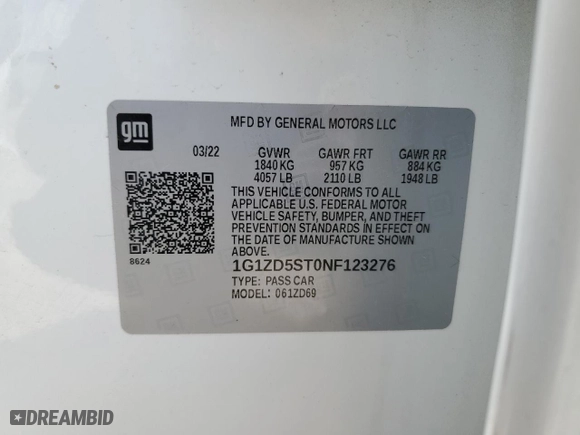 gm
MFD BY GENERAL MOTORS LLC
03/22 GVWR GAWR FRT GAWR RR
1840 KG 957 KG 884 KG
4057 LB 2110 LB 1948 LB
THIS VEHICLE CONFORMS TO ALL
APPLICABLE U.S. FEDERAL MOTOR
VEHICLE SAFETY, BUMPER, AND THEFT
PREVENTION STANDARDS IN EFFECT ON
THE DATE OF MANUFACTURE SHOWN
ABOVE.
8624
1G1ZD5ST0NF123276
TYPE: PASS CAR
MODEL: 061ZD69
DREAMBID